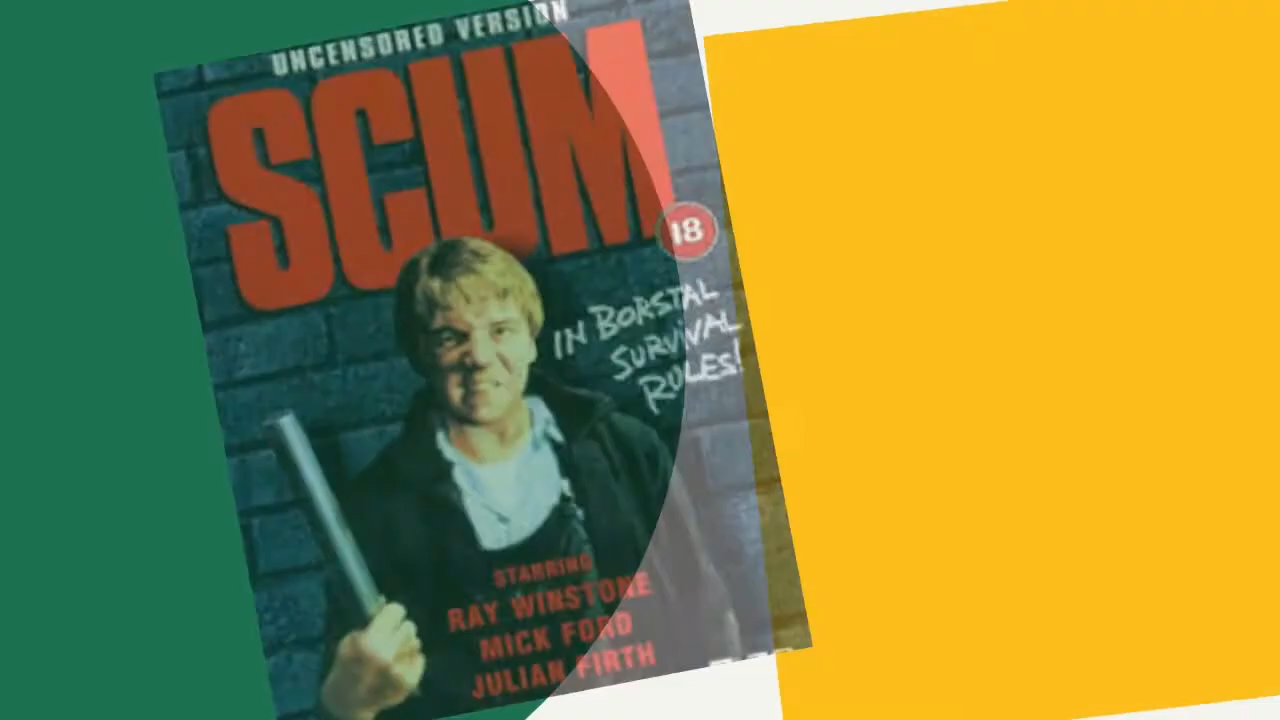 UNCENSORED VERSION
SCUM
18
IN BORSTAL
SURVIVAL
RULES!
STARRING
RAY WINSTONE
MICK FORD
JULIAN FIRTH